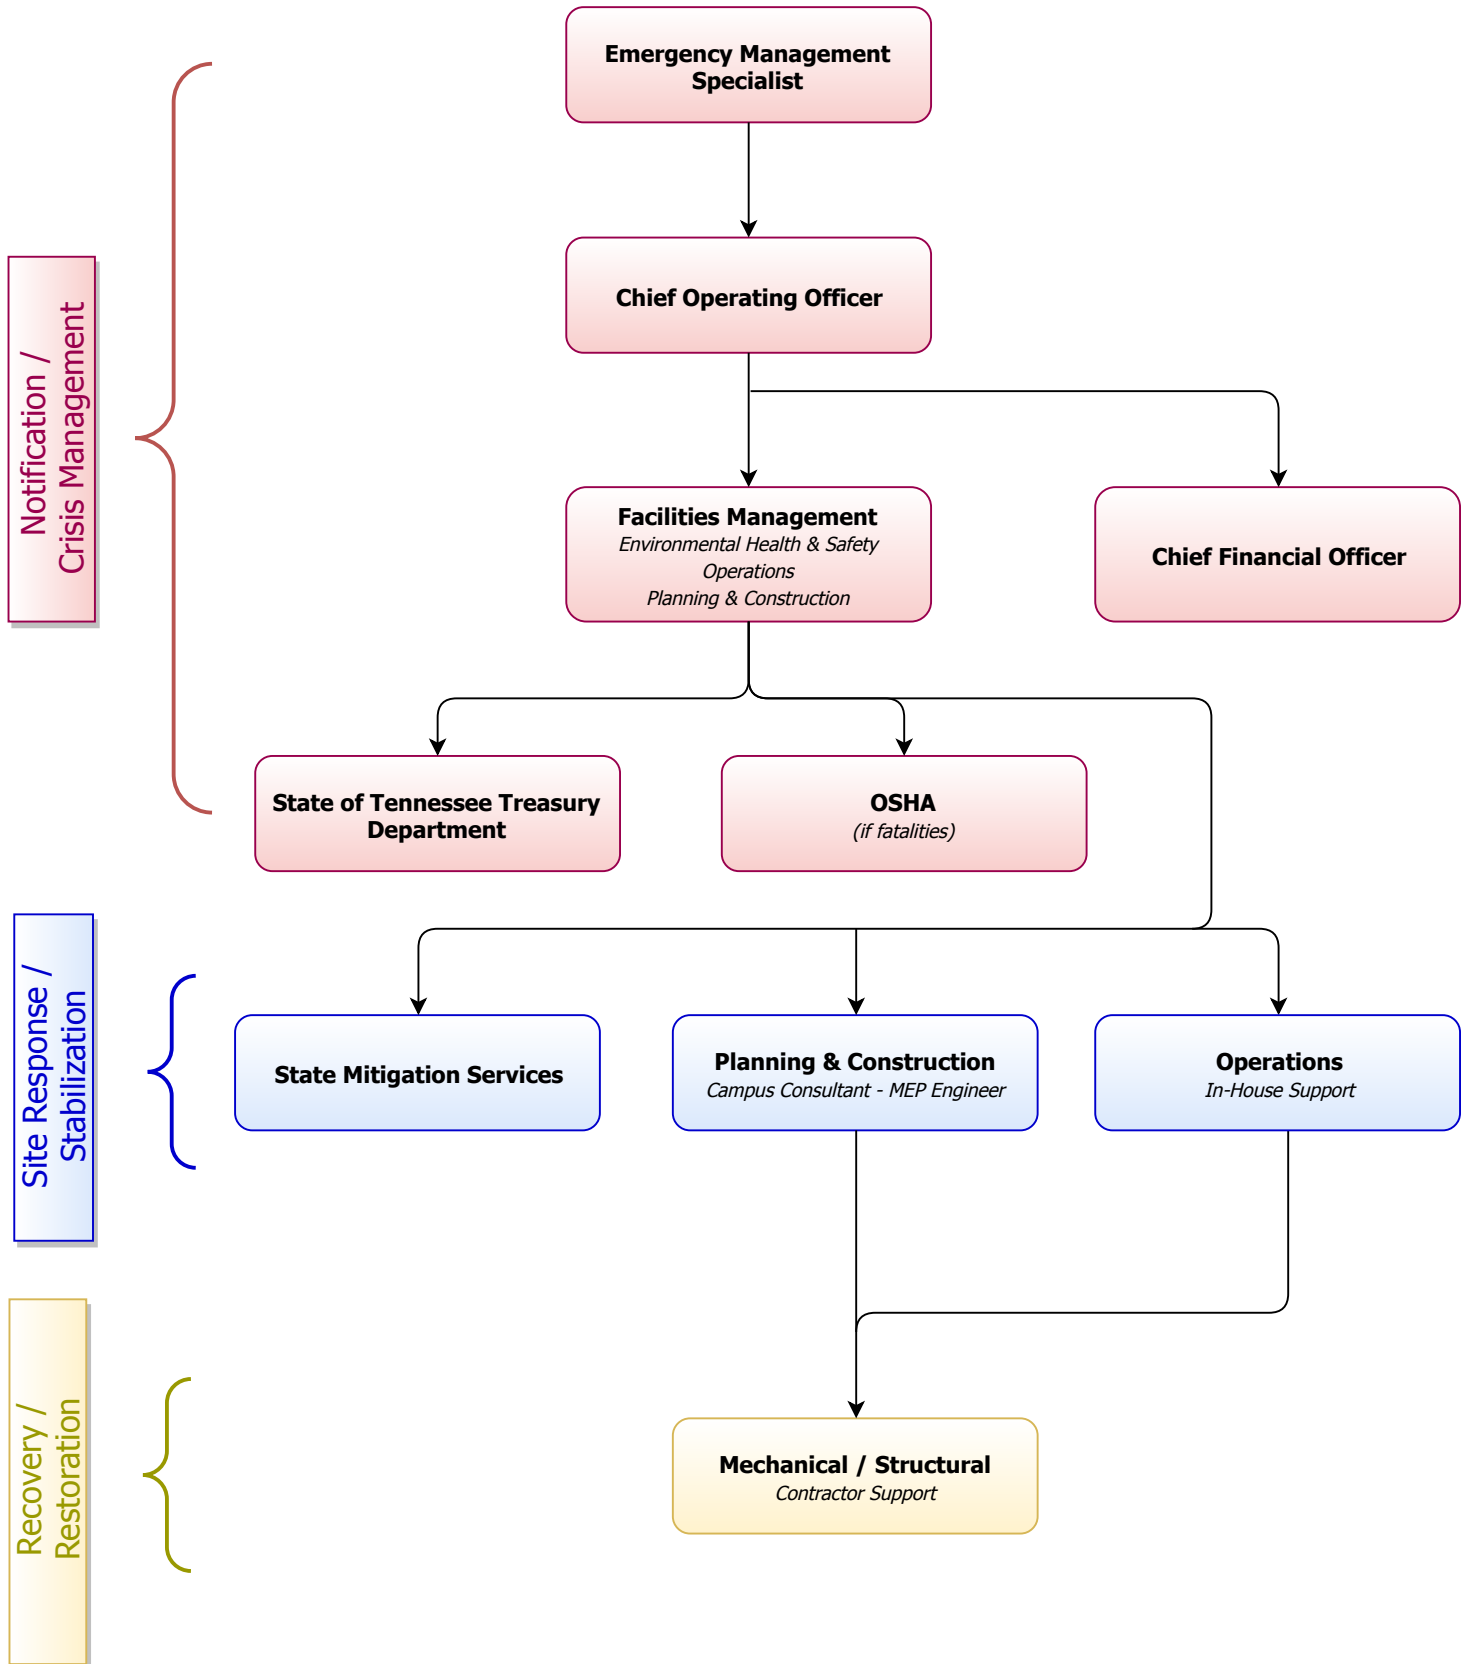 Emergency Management
Specialist
Chief Operating Officer
Notification /
Crisis Management
Facilities Management
Environmental Health & Safety
Operations
Planning & Construction
Chief Financial Officer
State of Tennessee Treasury
Department
OSHA
(if fatalities)
Site Response /
Stabilization
State Mitigation Services
Planning & Construction
Campus Consultant - MEP Engineer
Operations
In-House Support
Recovery /
Restoration
Mechanical / Structural
Contractor Support